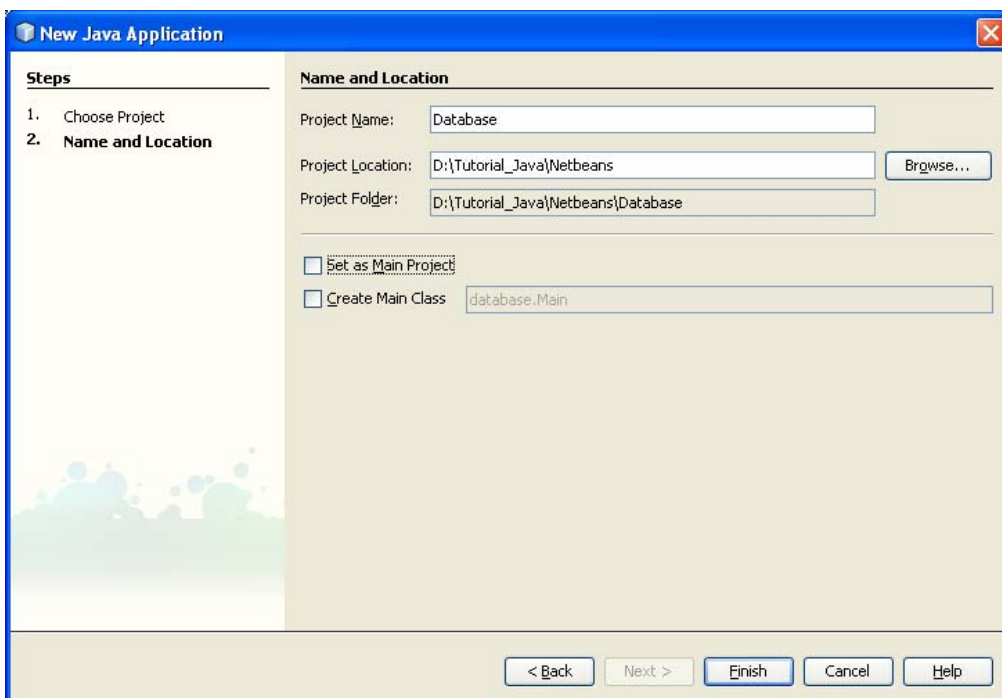 New Java Application
Steps
1. Choose Project
2. Name and Location
Name and Location
Project Name: Database
Project Location: D:\Tutorial_Java\Netbeans Browse...
Project Folder: D:\Tutorial_Java\Netbeans\Database
Set as Main Project
Create Main Class database.Main
< Back Next > Finish Cancel Help